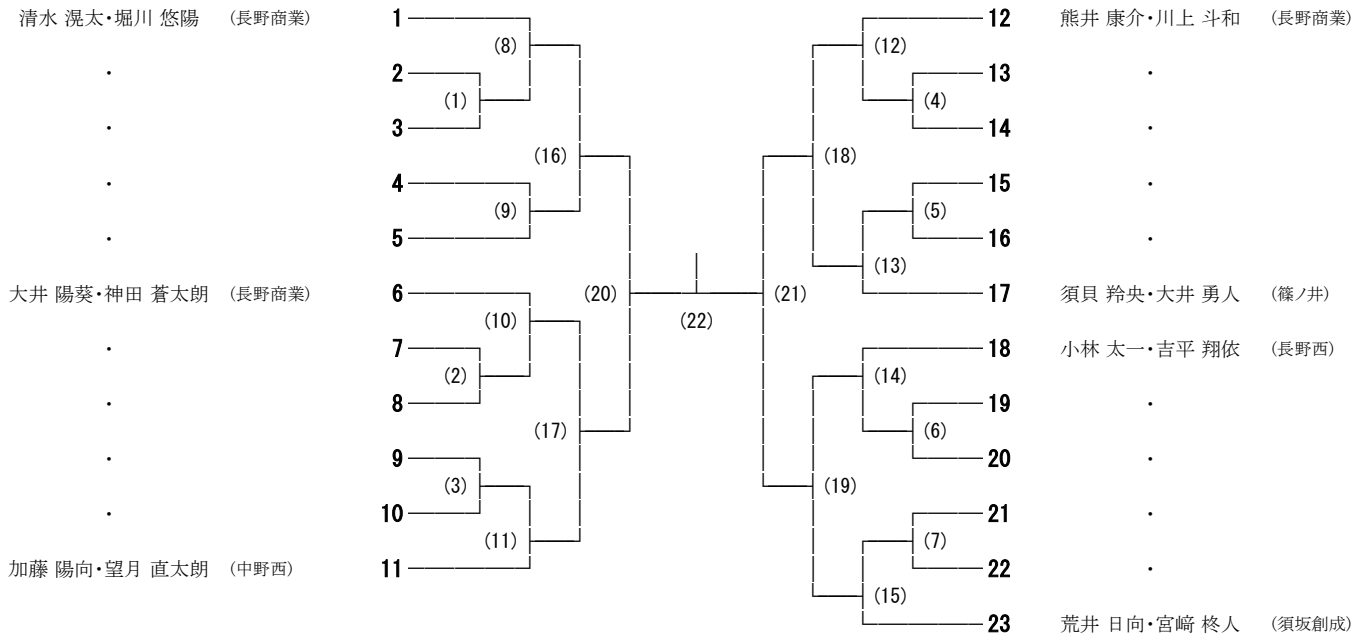 清水 滉太・堀川 悠陽 (長野商業) 1 12 熊井 康介・川上 斗和 (長野商業)
(8) (12)
・ 2 13 ・
(1) (4)
・ 3 14 ・
(16) (18)
・ 4 15 ・
(9) (5)
・ 5 16 ・
(13)
大井 陽葵・神田 蒼太朗 (長野商業) 6 (20) (21) 17 須貝 羚央・大井 勇人 (篠ノ井)
(10) (22)
・ 7 18 小林 太一・吉平 翔依 (長野西)
(2) (14)
・ 8 19 ・
(17) (6)
・ 9 20 ・
(3) (19)
・ 10 21 ・
(11) (7)
加藤 陽向・望月 直太朗 (中野西) 11 22 ・
(15)
23 荒井 日向・宮﨑 柊人 (須坂創成)